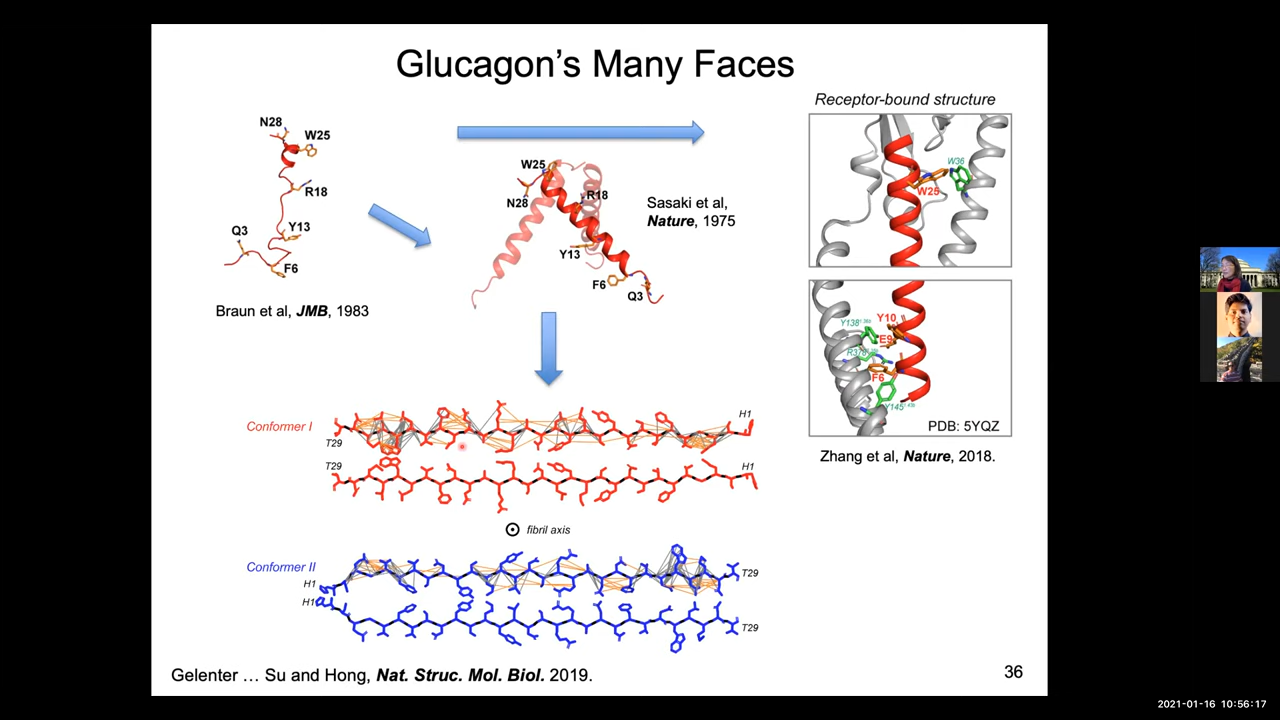 Glucagon's Many Faces
Receptor-bound structure
N28
W25
R18
Q3
Y13
F6
Braun et al, JMB, 1983
W25
N28
R18
Y13
F6
Q3
Sasaki et al,
Nature, 1975
W36
W25
Y10
E9
F6
PDB: 5YQZ
Zhang et al, Nature, 2018.
Conformer I
T29
H1
T29
H1
fibril axis
Conformer II
H1
T29
H1
T29
Gelenter … Su and Hong, Nat. Struc. Mol. Biol. 2019.
36
2021-01-16 10:56:17